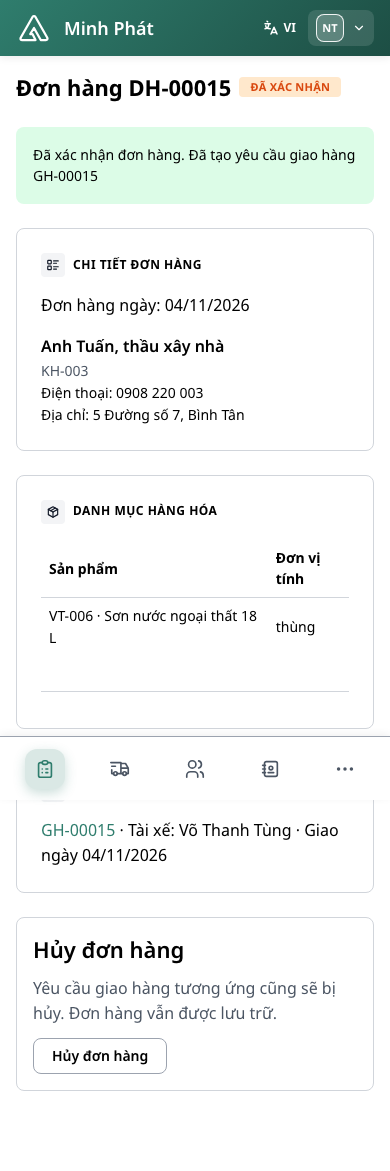 Minh Phát
VI
NT
Đơn hàng DH-00015
ĐÃ XÁC NHẬN
Đã xác nhận đơn hàng. Đã tạo yêu cầu giao hàng
GH-00015
CHI TIẾT ĐƠN HÀNG
Đơn hàng ngày: 04/11/2026
Anh Tuấn, thầu xây nhà
KH-003
Điện thoại: 0908 220 003
Địa chỉ: 5 Đường số 7, Bình Tân
DANH MỤC HÀNG HÓA
Sản phẩm
Đơn vị
tính
VT-006 · Sơn nước ngoại thất 18
L
thùng
GH-00015 · Tài xế: Võ Thanh Tùng · Giao
ngày 04/11/2026
Hủy đơn hàng
Yêu cầu giao hàng tương ứng cũng sẽ bị
hủy. Đơn hàng vẫn được lưu trữ.
Hủy đơn hàng